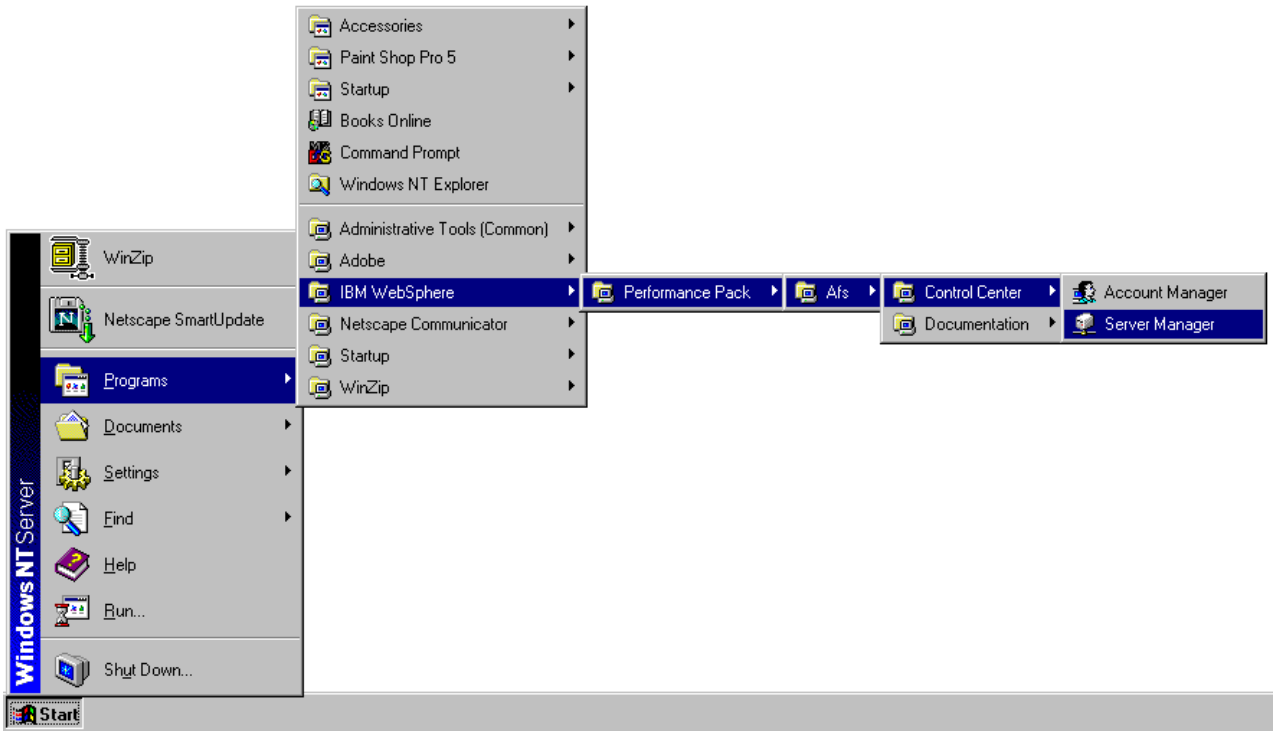 Accessories
Paint Shop Pro 5
Startup
Books Online
Command Prompt
Windows NT Explorer
Administrative Tools (Common)
Adobe
IBM WebSphere
Netscape Communicator
Startup
WinZip
Performance Pack
Afs
Control Center
Documentation
Account Manager
Server Manager
WinZip
Netscape SmartUpdate
Programs
Documents
Settings
Find
Help
Run...
Shut Down...
Windows NT Server
Start